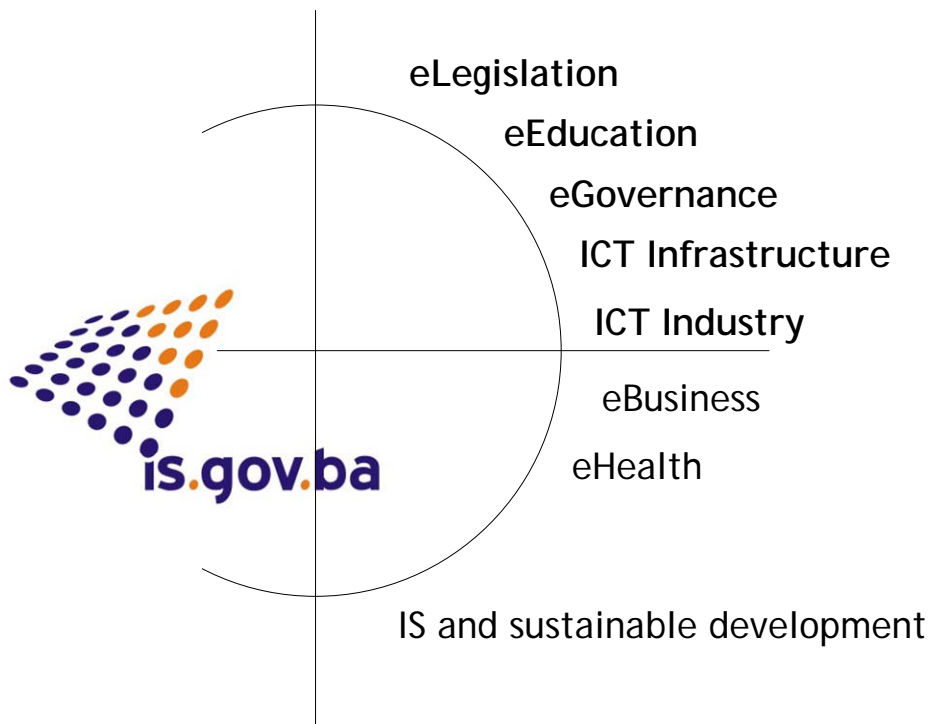 eLegislation
eEducation
eGovernance
ICT Infrastructure
ICT Industry
eBusiness
eHealth
is.gov.ba
IS and sustainable development